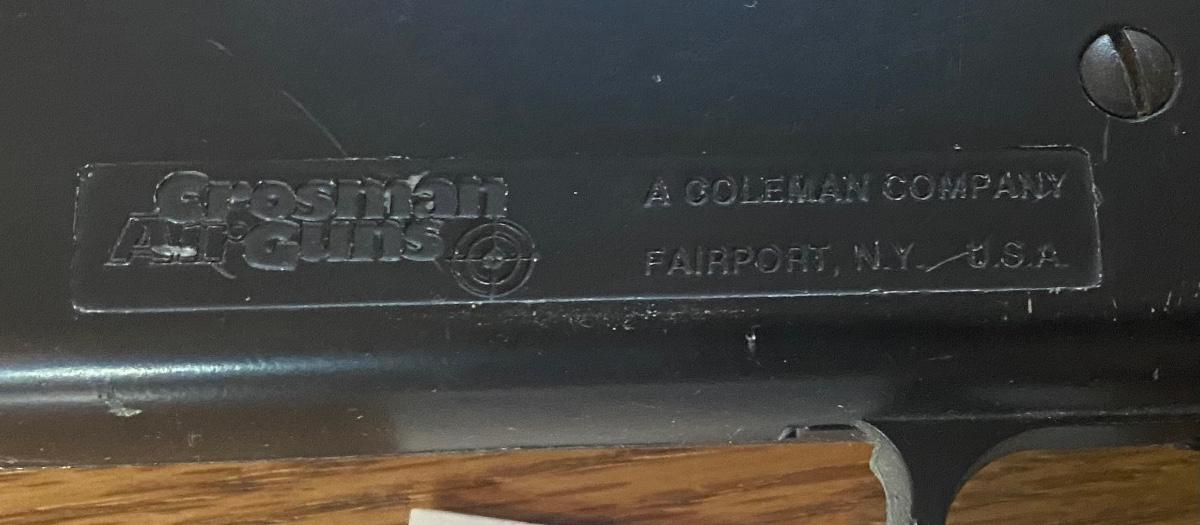 Crosman
Air Guns
A COLEMAN COMPANY
FAIRPORT, N.Y. U.S.A.